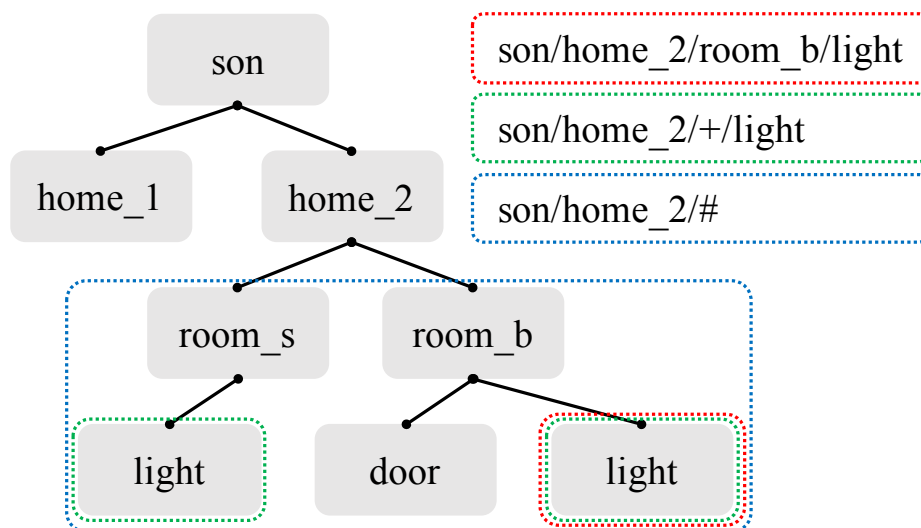 son
son/home_2/room_b/light
son/home_2/+/light
home_1
home_2
son/home_2/#
room_s
room_b
light
door
light